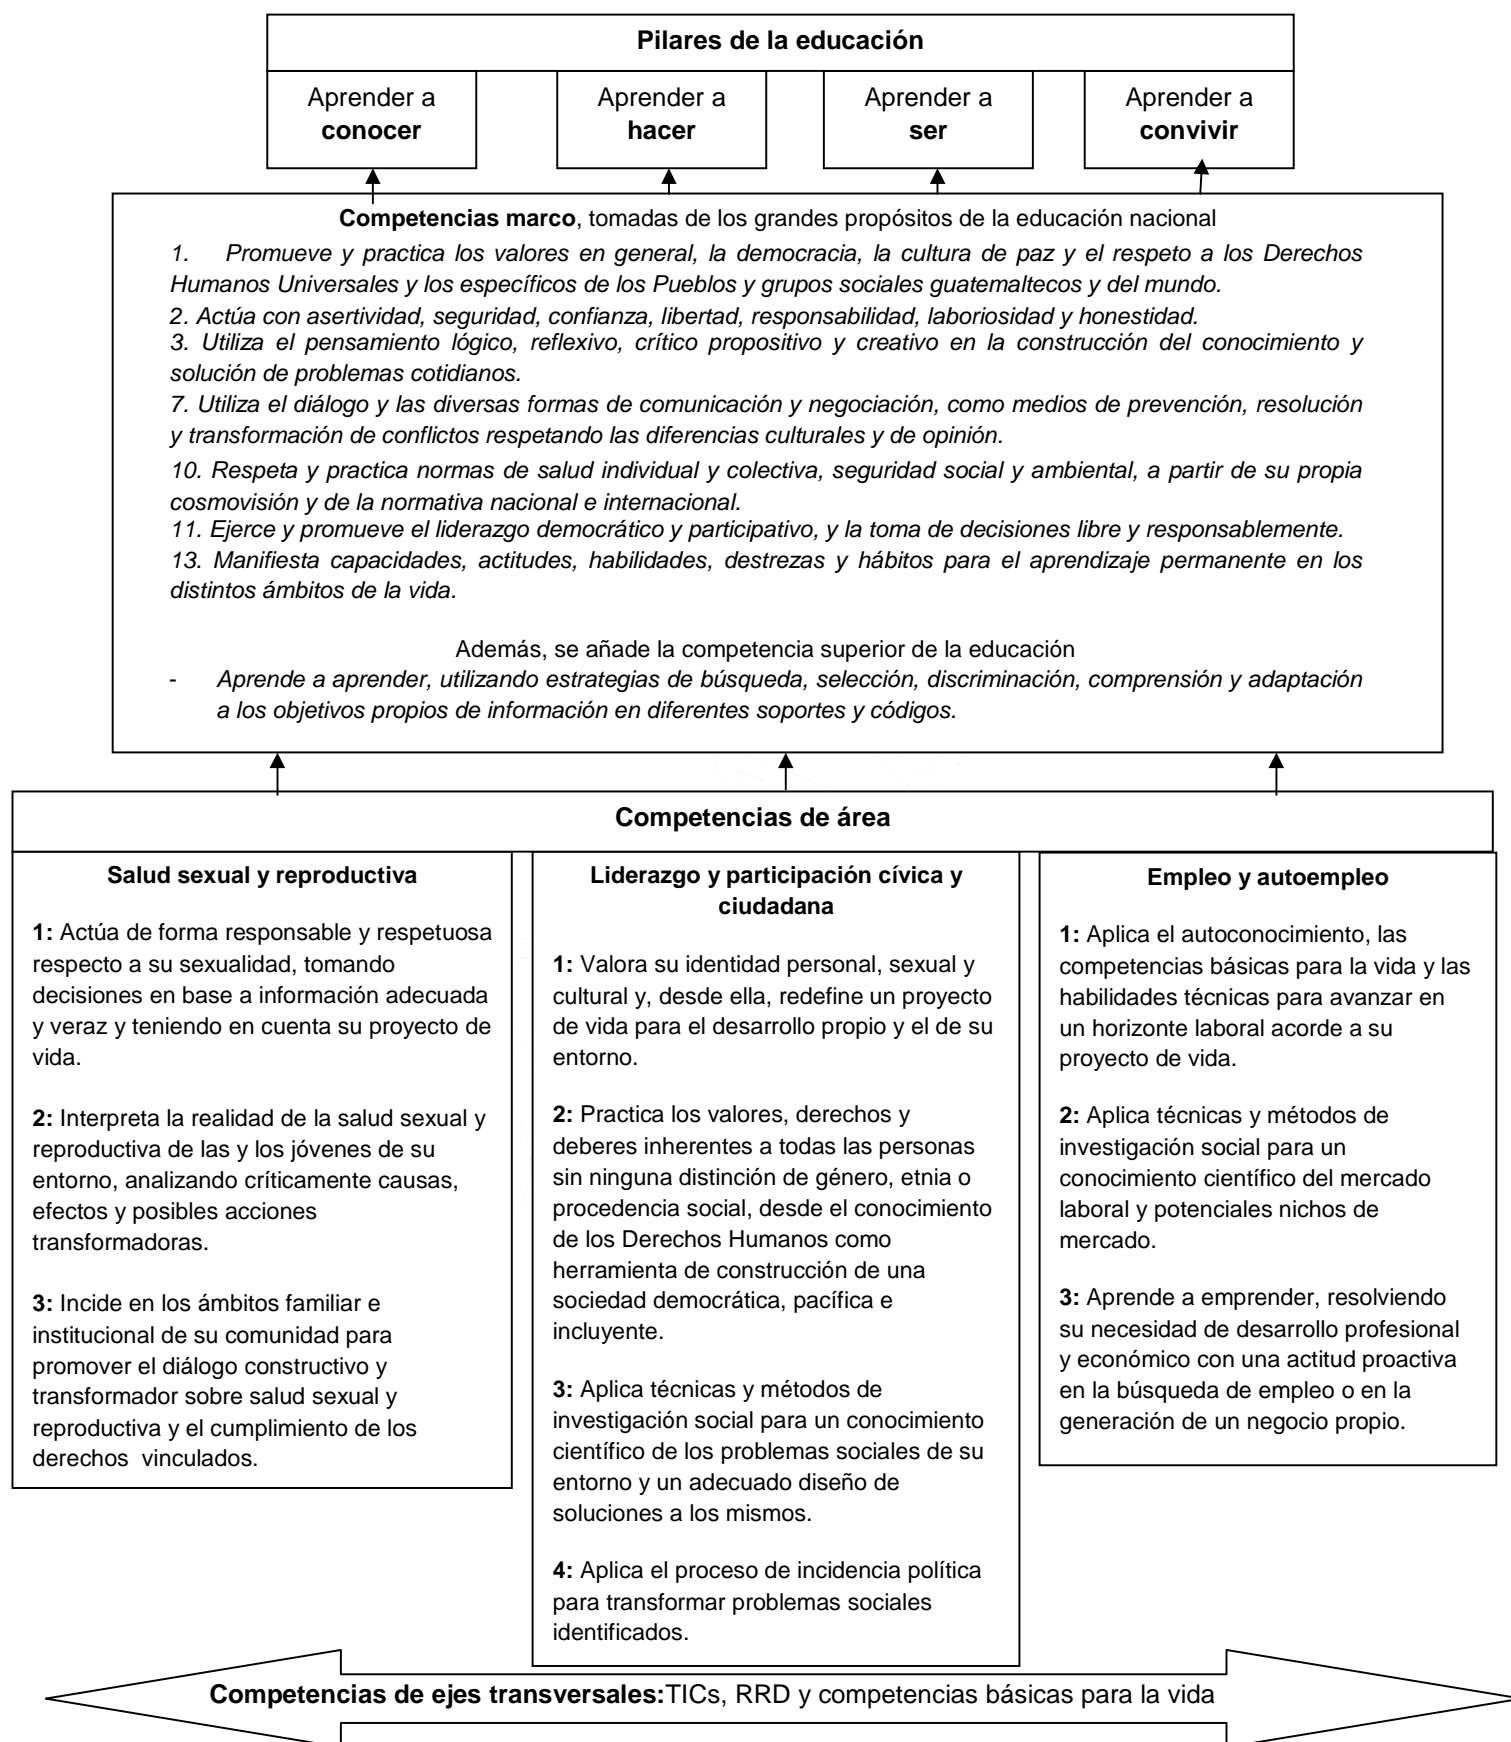 Pilares de la educación
Aprender a
conocer
Aprender a
hacer
Aprender a
ser
Aprender a
convivir
Competencias marco, tomadas de los grandes propósitos de la educación nacional
1. Promueve y practica los valores en general, la democracia, la cultura de paz y el respeto a los Derechos
Humanos Universales y los específicos de los Pueblos y grupos sociales guatemaltecos y del mundo.
2. Actúa con asertividad, seguridad, confianza, libertad, responsabilidad, laboriosidad y honestidad.
3. Utiliza el pensamiento lógico, reflexivo, crítico propositivo y creativo en la construcción del conocimiento y
solución de problemas cotidianos.
7. Utiliza el diálogo y las diversas formas de comunicación y negociación, como medios de prevención, resolución
y transformación de conflictos respetando las diferencias culturales y de opinión.
10. Respeta y practica normas de salud individual y colectiva, seguridad social y ambiental, a partir de su propia
cosmovisión y de la normativa nacional e internacional.
11. Ejerce y promueve el liderazgo democrático y participativo, y la toma de decisiones libre y responsablemente.
13. Manifiesta capacidades, actitudes, habilidades, destrezas y hábitos para el aprendizaje permanente en los
distintos ámbitos de la vida.
Además, se añade la competencia superior de la educación
- Aprende a aprender, utilizando estrategias de búsqueda, selección, discriminación, comprensión y adaptación
a los objetivos propios de información en diferentes soportes y códigos.
Competencias de área
Salud sexual y reproductiva
1: Actúa de forma responsable y respetuosa
respecto a su sexualidad, tomando
decisiones en base a información adecuada
y veraz y teniendo en cuenta su proyecto de
vida.
2: Interpreta la realidad de la salud sexual y
reproductiva de las y los jóvenes de su
entorno, analizando críticamente causas,
efectos y posibles acciones
transformadoras.
3: Incide en los ámbitos familiar e
institucional de su comunidad para
promover el diálogo constructivo y
transformador sobre salud sexual y
reproductiva y el cumplimiento de los
derechos vinculados.
Liderazgo y participación cívica y
ciudadana
1: Valora su identidad personal, sexual y
cultural y, desde ella, redefine un proyecto
de vida para el desarrollo propio y el de su
entorno.
2: Practica los valores, derechos y
deberes inherentes a todas las personas
sin ninguna distinción de género, etnia o
procedencia social, desde el conocimiento
de los Derechos Humanos como
herramienta de construcción de una
sociedad democrática, pacífica e
incluyente.
3: Aplica técnicas y métodos de
investigación social para un conocimiento
científico de los problemas sociales de su
entorno y un adecuado diseño de
soluciones a los mismos.
4: Aplica el proceso de incidencia política
para transformar problemas sociales
identificados.
Empleo y autoempleo
1: Aplica el autoconocimiento, las
competencias básicas para la vida y las
habilidades técnicas para avanzar en
un horizonte laboral acorde a su
proyecto de vida.
2: Aplica técnicas y métodos de
investigación social para un
conocimiento científico del mercado
laboral y potenciales nichos de
mercado.
3: Aprende a emprender, resolviendo
su necesidad de desarrollo profesional
y económico con una actitud proactiva
en la búsqueda de empleo o en la
generación de un negocio propio.
Competencias de ejes transversales:TICs, RRD y competencias básicas para la vida